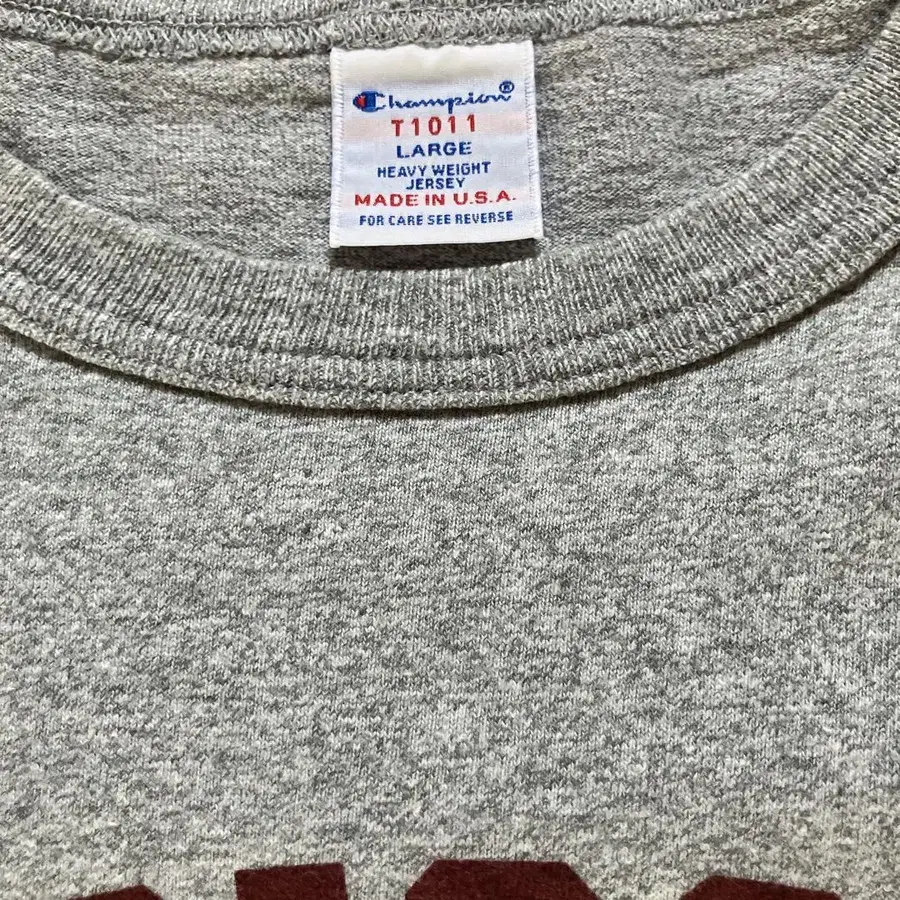 Champion®
T1011
LARGE
HEAVY WEIGHT
JERSEY
MADE IN U.S.A.
FOR CARE SEE REVERSE